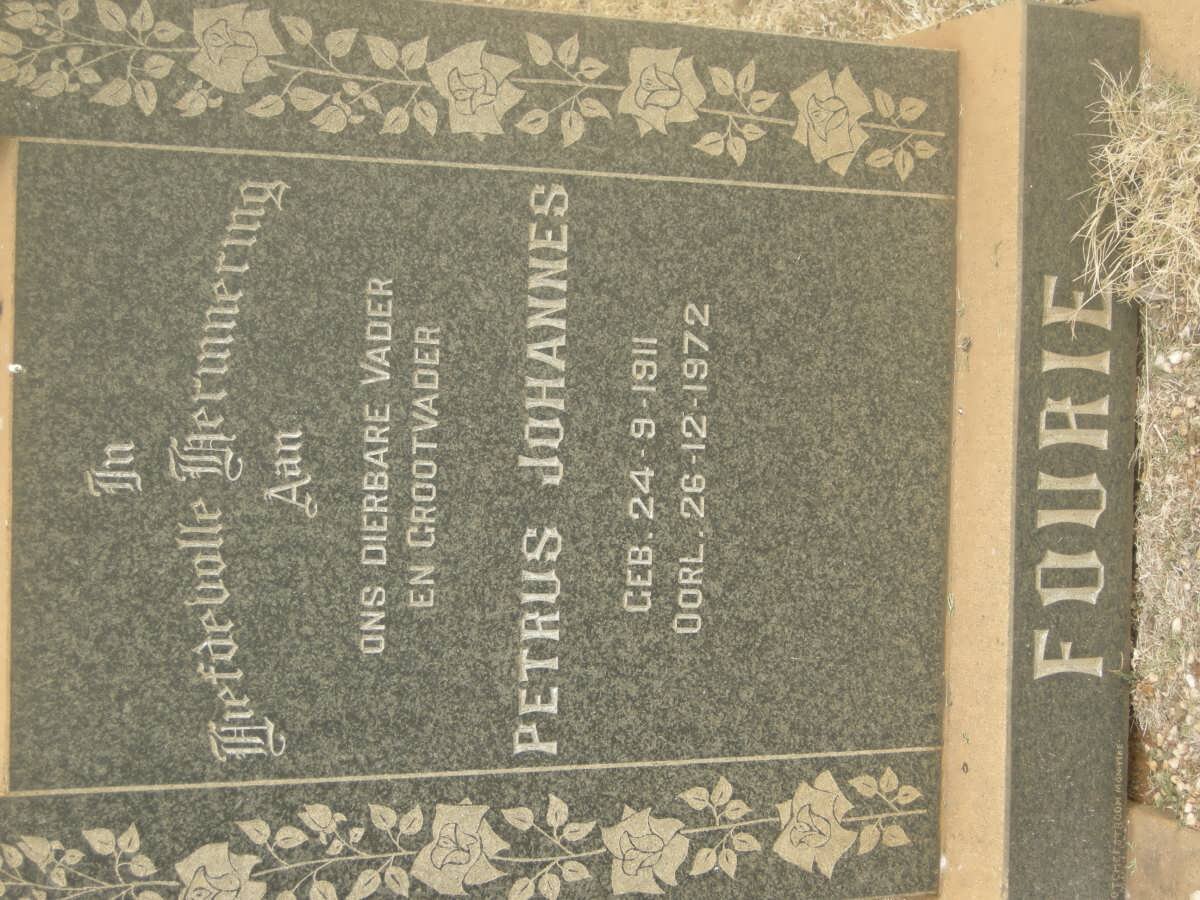 In
Liefdevolle Herinnering
Aan
ONS DIERBARE VADER
EN GROOTVADER
PETRUS JOHANNES
GEB. 24-9-1911
OORL. 26-12-1972
FOURIE